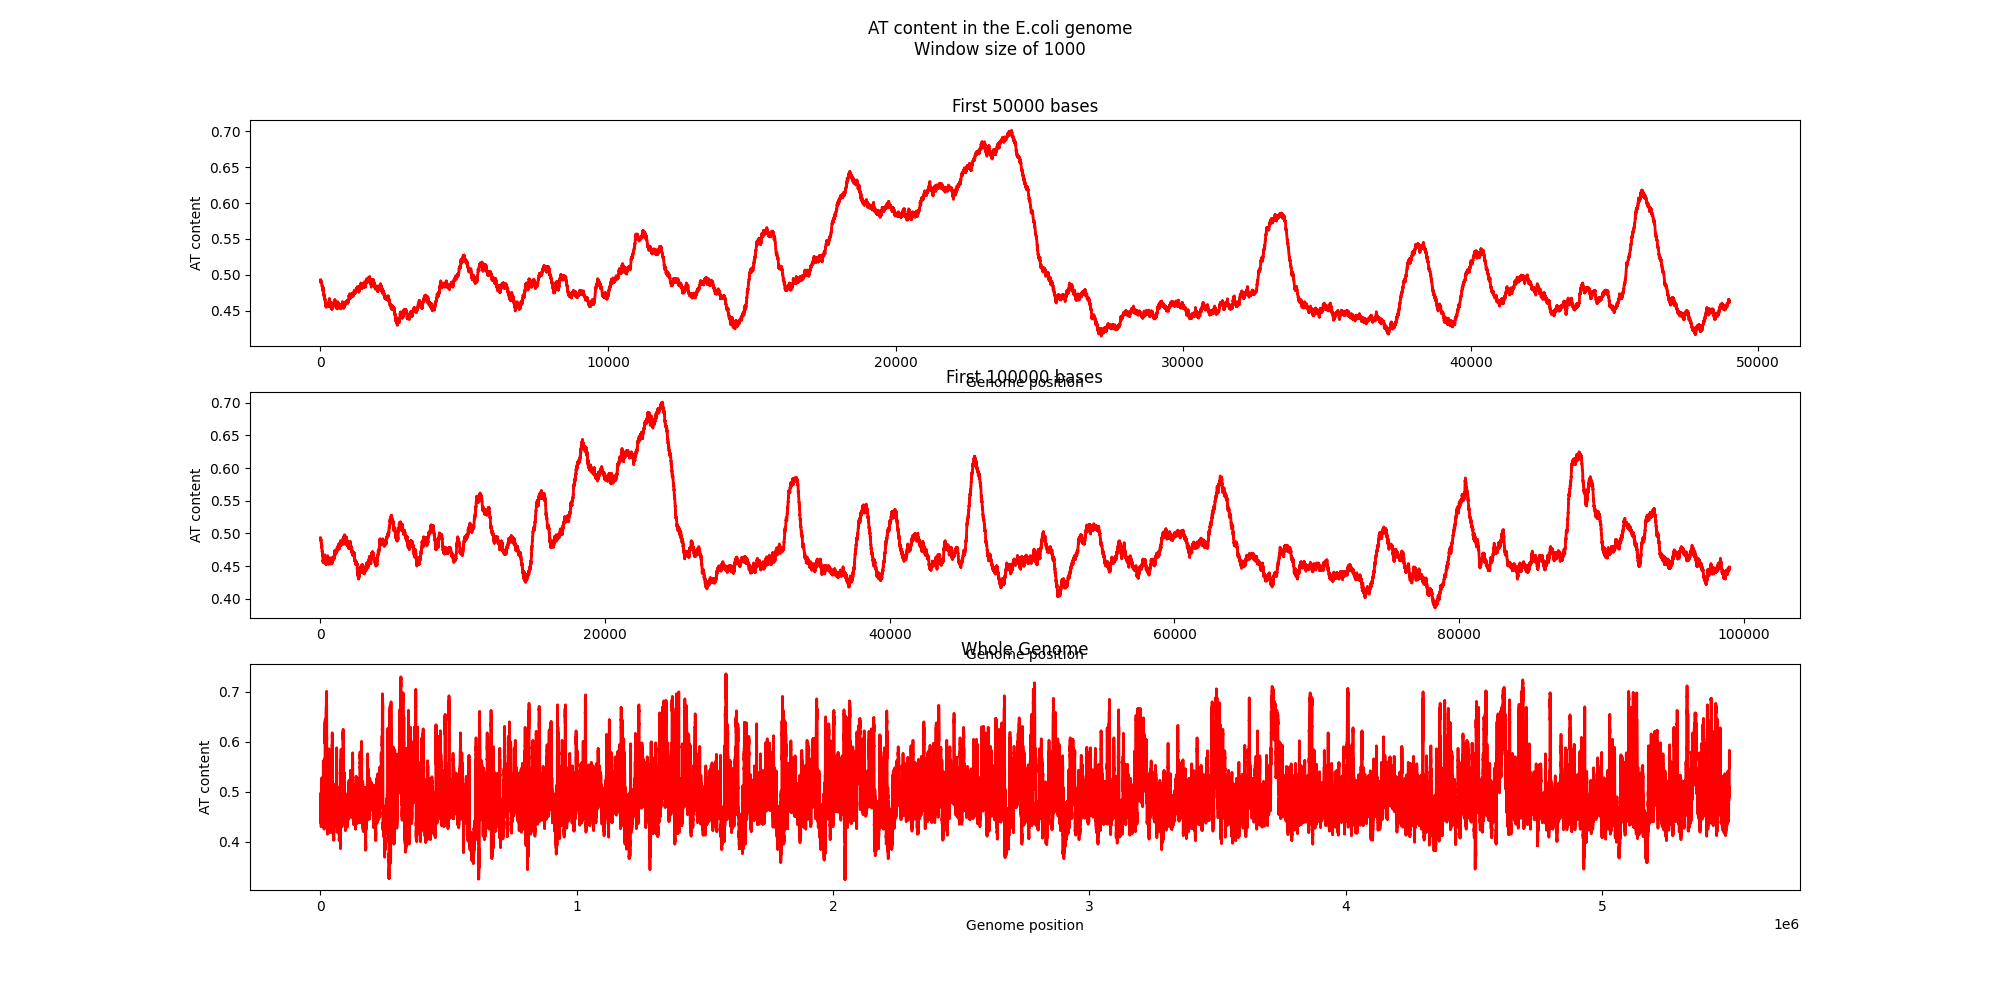 AT content in the E.coli genome
Window size of 1000
First 50000 bases
AT content
0.70
0.65
0.60
0.55
0.50
0.45
0 10000 20000 30000 40000 50000
Genome position
First 100000 bases
AT content
0.70
0.65
0.60
0.55
0.50
0.45
0.40
0 20000 40000 60000 80000 100000
Genome position
Whole Genome
AT content
0.7
0.6
0.5
0.4
0 1 2 3 4 5
1e6
Genome position